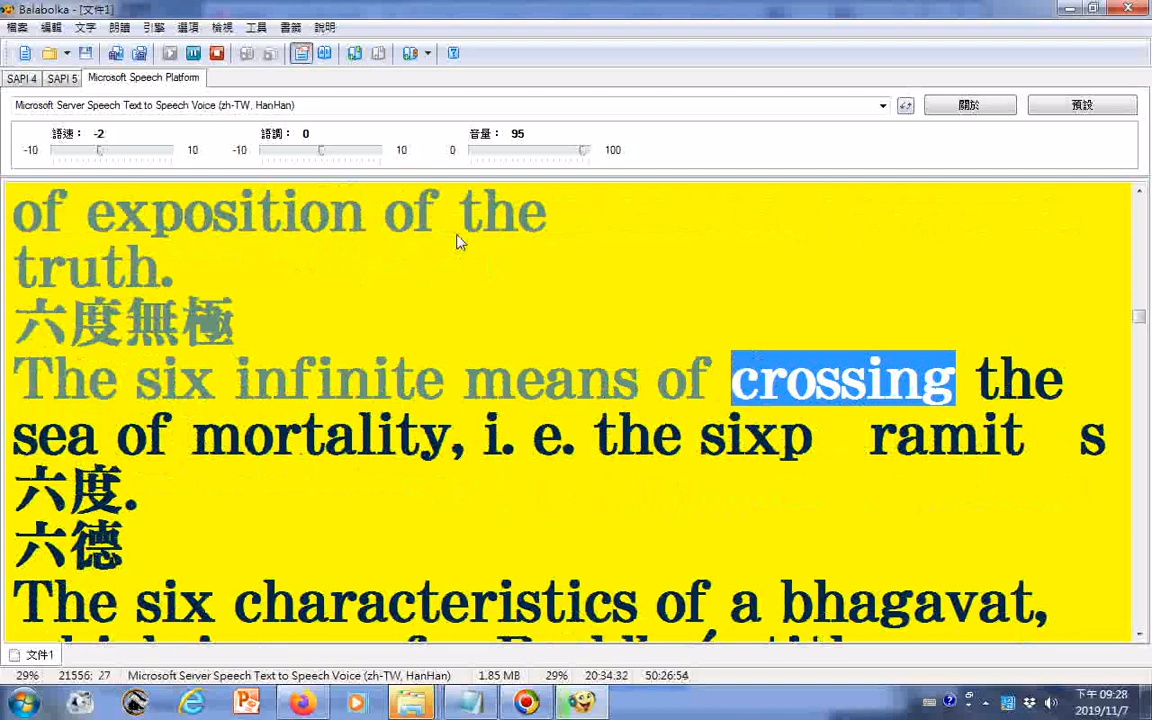 Balabolka - [文件1]
檔案 編輯 文字 朗讀 引擎 選項 檢視 工具 書籤 說明
SAPI 4 SAPI 5 Microsoft Speech Platform
Microsoft Server Speech Text to Speech Voice (zh-TW, HanHan) 關於 預設
語速： -2 語調： 0 音量： 95
-10 10 -10 10 0 100
of exposition of the
truth.
六度無極
The six infinite means of crossing the
sea of mortality, i. e. the sixp ramit s
六度.
六德
The six characteristics of a bhagavat,
文件1
29% 21556: 27 Microsoft Server Speech Text to Speech Voice (zh-TW, HanHan) 1.85 MB 29% 20:34.32 50:26:54
下午 09:28
2019/11/7